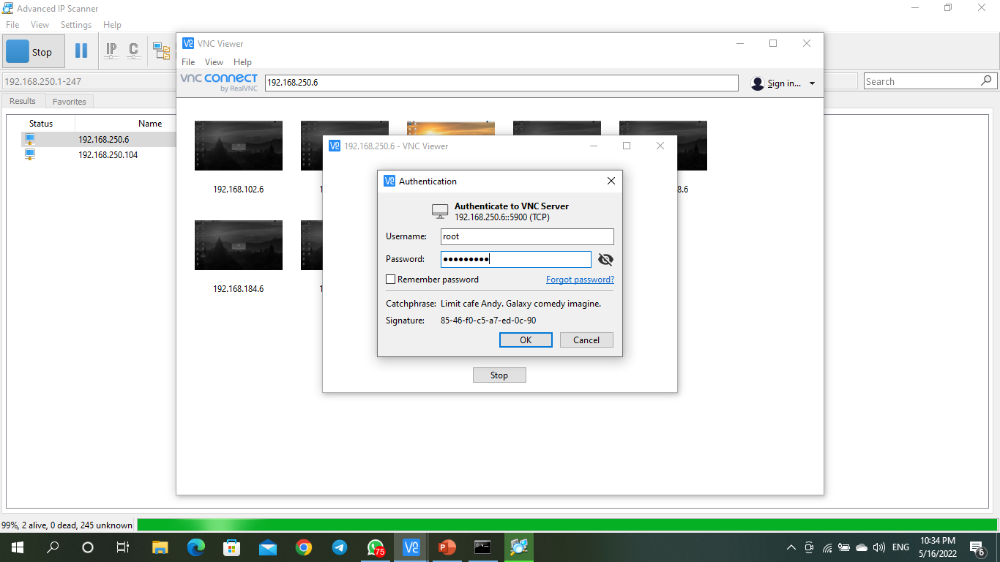 Advanced IP Scanner
File View Settings Help
Stop IP C
192.168.250.1-247
Search
Results Favorites
Status Name
192.168.250.6
192.168.250.104
VNC Viewer
File View Help
vnc connect
by RealVNC
192.168.250.6
Sign in...
192.168.102.6
8.6
192.168.184.6
192.168.250.6 - VNC Viewer
Authentication
Authenticate to VNC Server
192.168.250.6::5900 (TCP)
Username: root
Password: ●●●●●●●●●
Remember password Forgot password?
Catchphrase: Limit cafe Andy. Galaxy comedy imagine.
Signature: 85-46-f0-c5-a7-ed-0c-90
OK Cancel
Stop
99%, 2 alive, 0 dead, 245 unknown
75
ENG
10:34 PM
5/16/2022
6